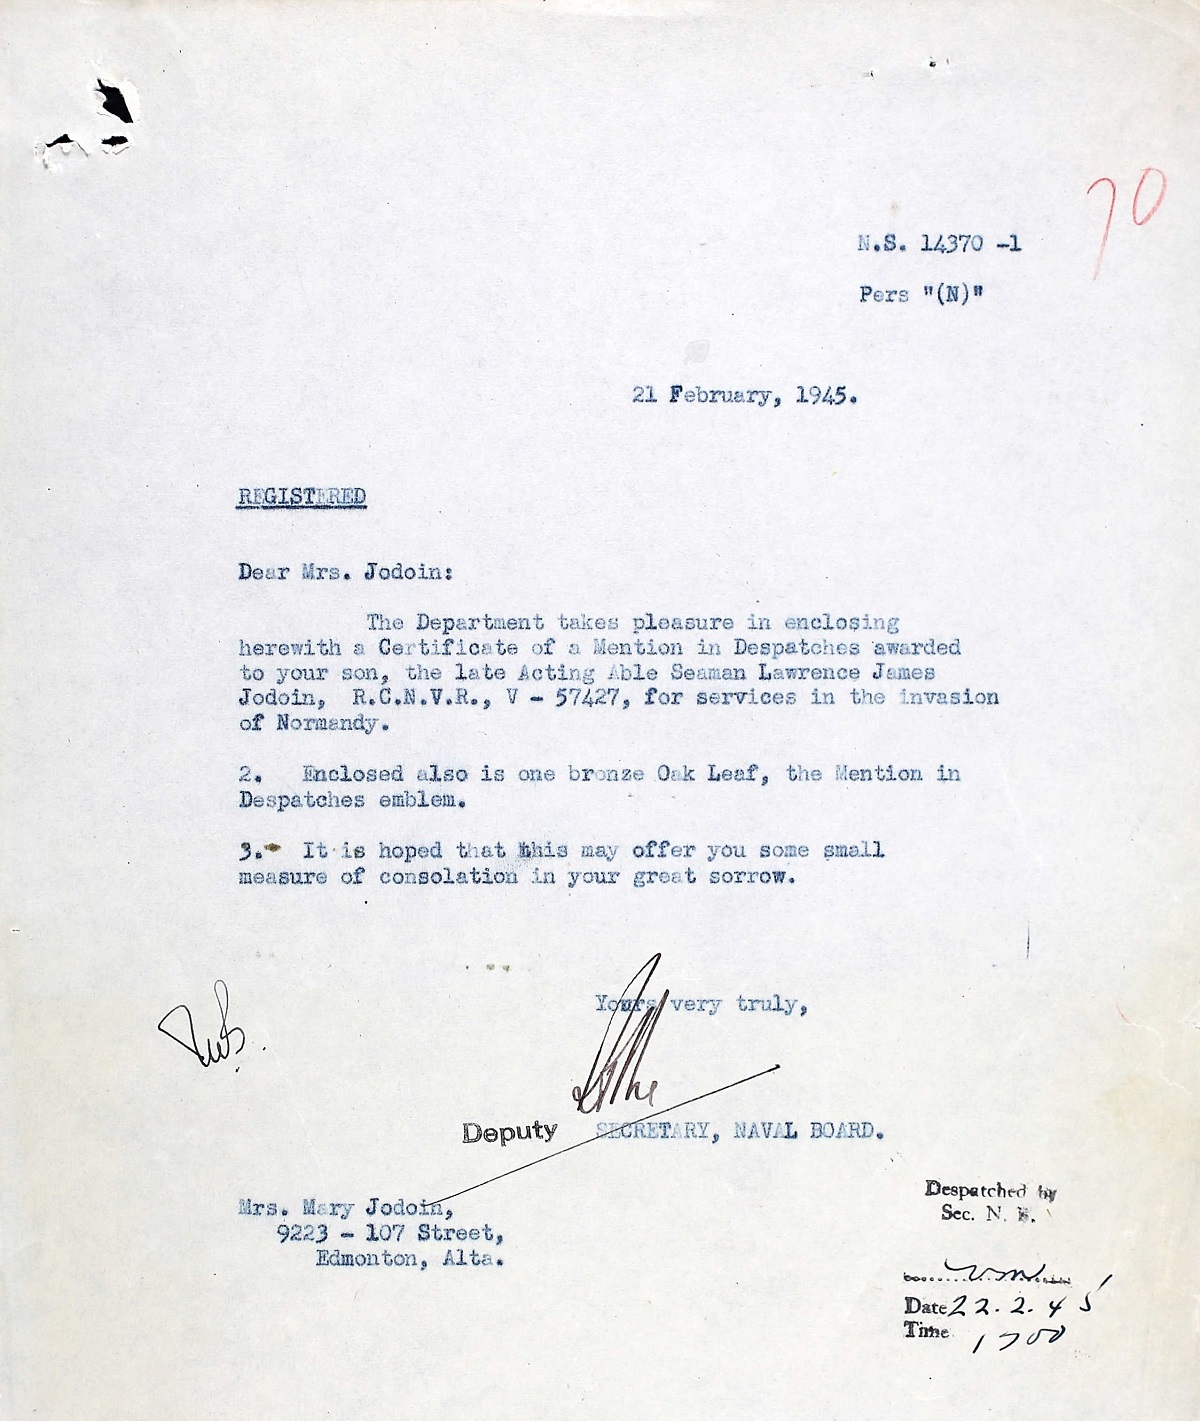 70
N.S. 14370 -1
Pers "(N)"
21 February, 1945.
REGISTERED
Dear Mrs. Jodoin:
The Department takes pleasure in enclosing
herewith a Certificate of a Mention in Despatches awarded
to your son, the late Acting Able Seaman Lawrence James
Jodoin, R.C.N.V.R., V - 57427, for services in the invasion
of Normandy.
2. Enclosed also is one bronze Oak Leaf, the Mention in
Despatches emblem.
3. It is hoped that this may offer you some small
measure of consolation in your great sorrow.
Yours very truly,
Deputy SECRETARY, NAVAL BOARD.
Mrs. Mary Jodoin,
9223 - 107 Street,
Edmonton, Alta.
Despatched by
Sec. N. B.
Date 22.2.45
Time 1700